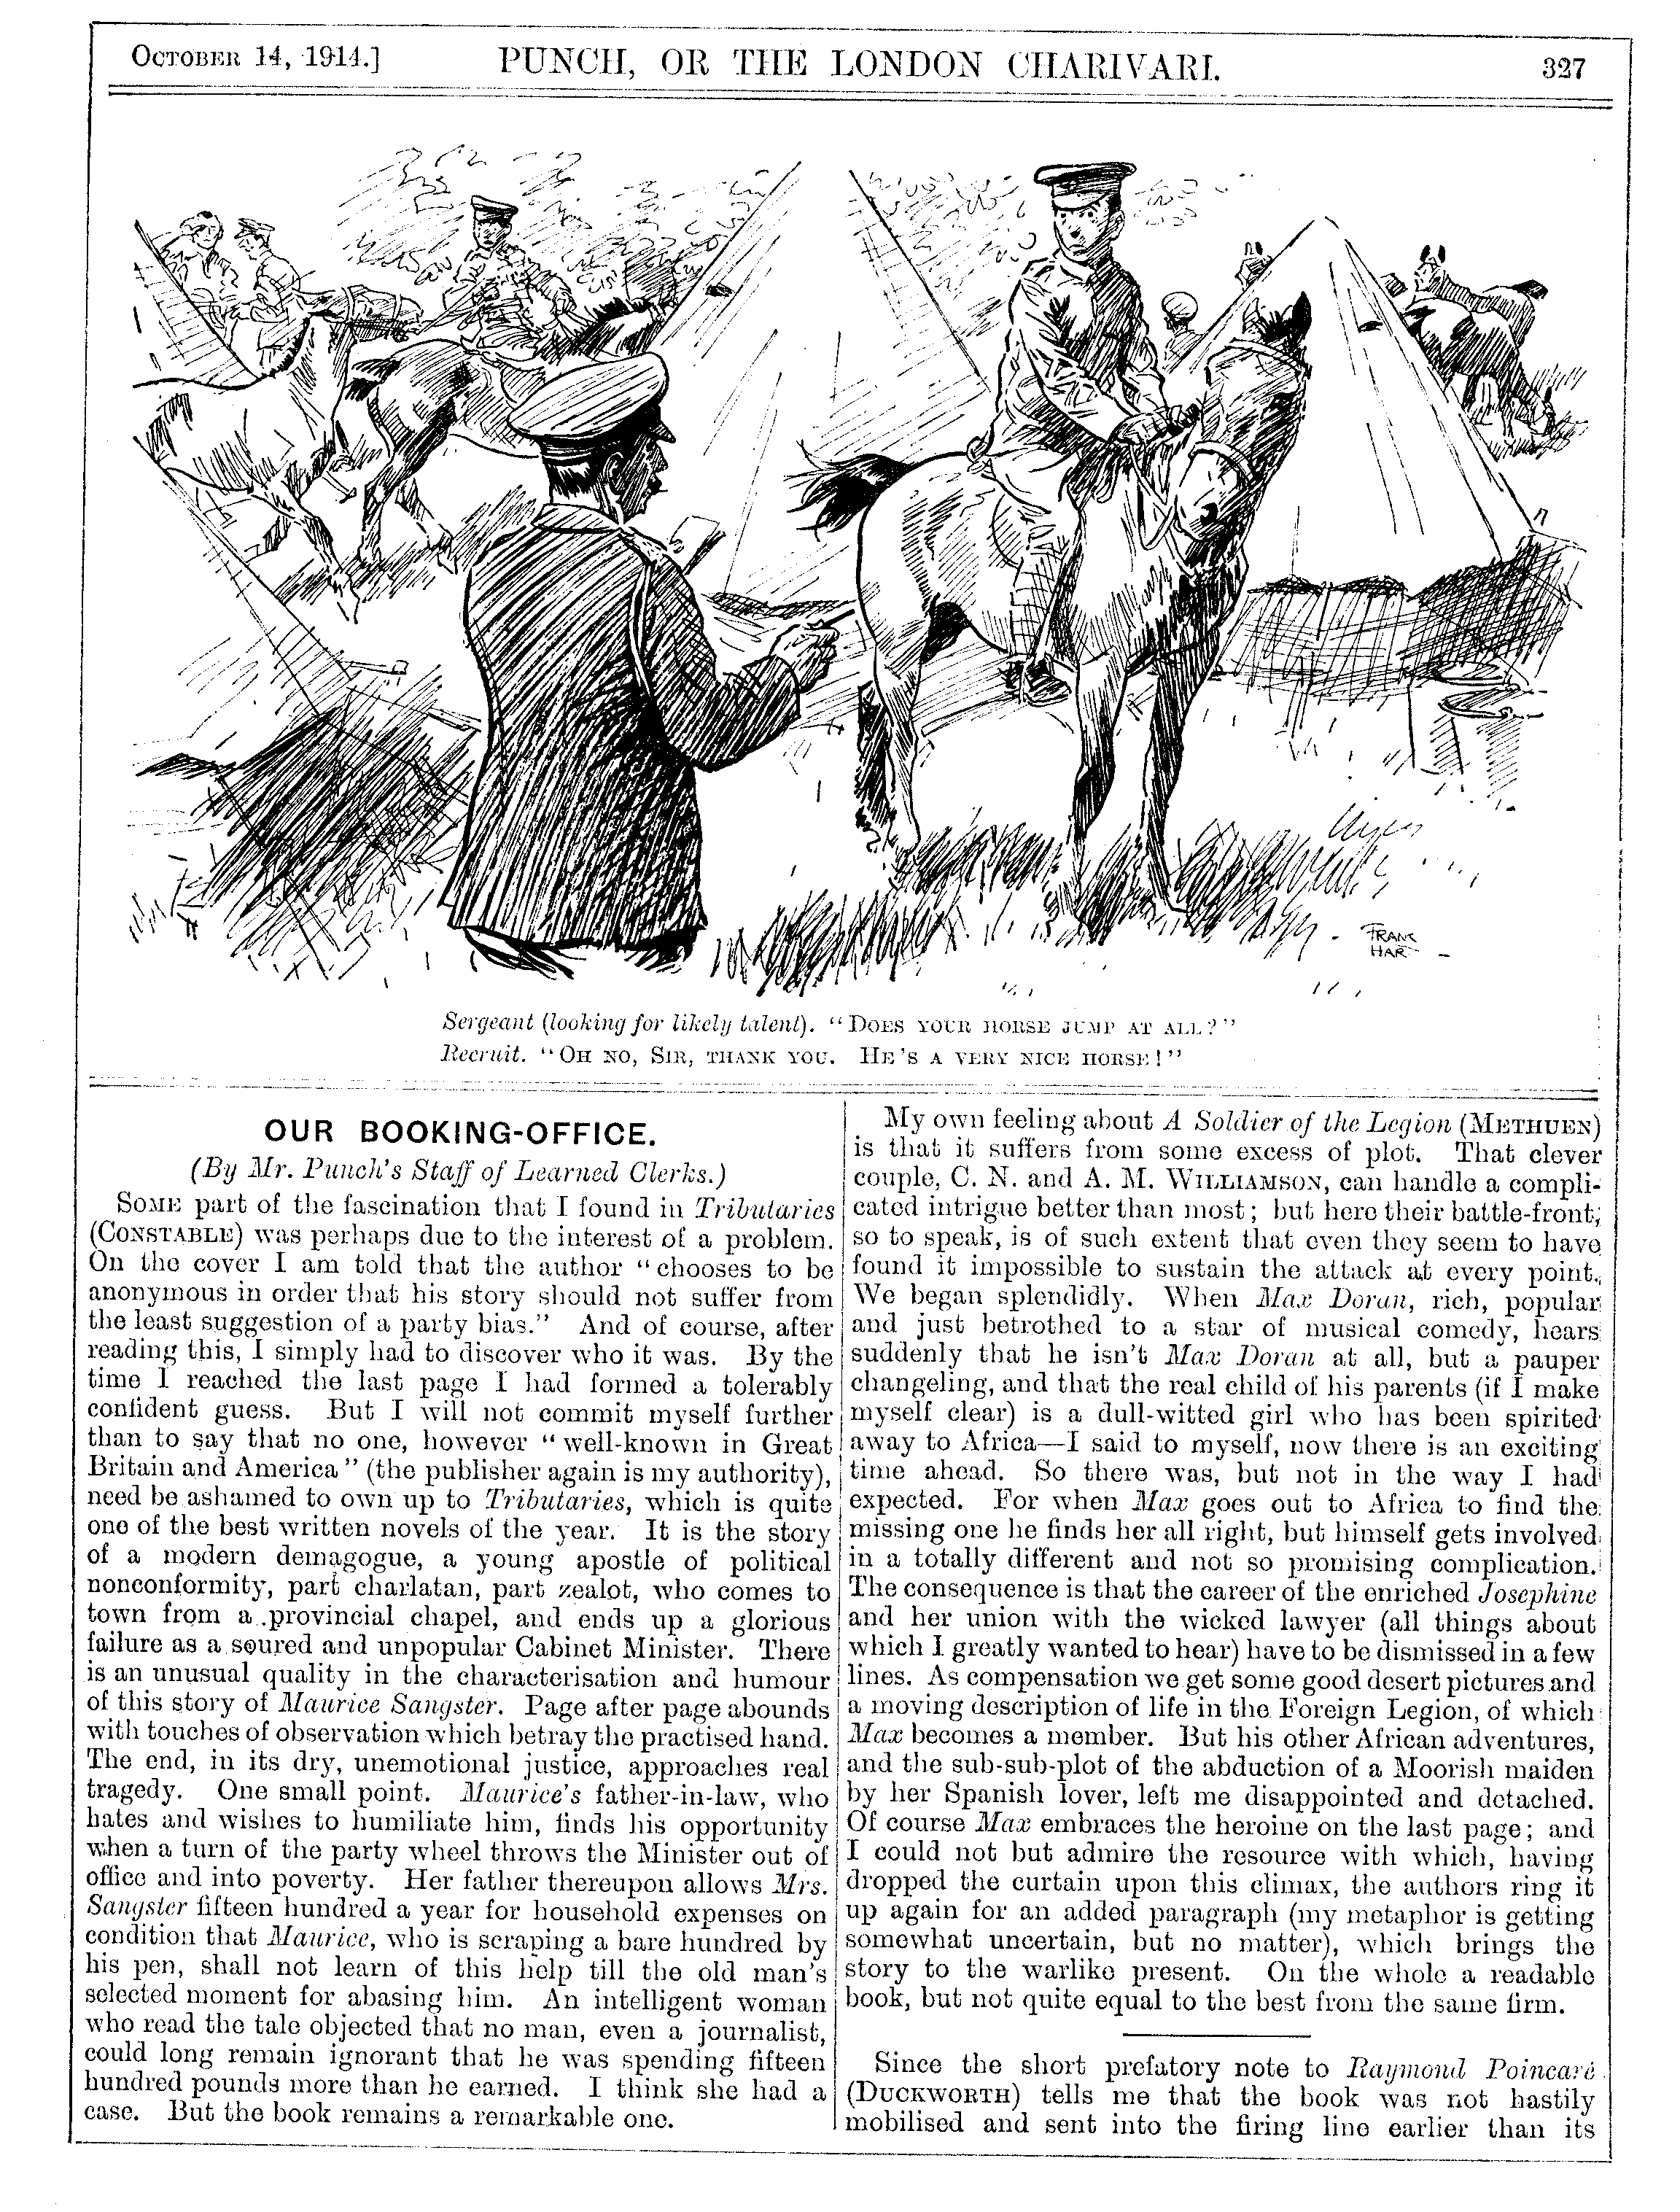 OCTOBER 14, 1914.] PUNCH, OR THE LONDON CHARIVARI. 327
FRANK
HART
Sergeant (looking for likely talent). "DOES YOUR HORSE JUMP AT ALL?"
Recruit. "OH NO, SIR, THANK YOU. HE'S A VERY NICE HORSE!"
OUR BOOKING-OFFICE.
(By Mr. Punch's Staff of Learned Clerks.)
SOME part of the fascination that I found in Tributaries
(CONSTABLE) was perhaps due to the interest of a problem.
On the cover I am told that the author "chooses to be
anonymous in order that his story should not suffer from
the least suggestion of a party bias." And of course, after
reading this, I simply had to discover who it was. By the
time I reached the last page I had formed a tolerably
confident guess. But I will not commit myself further
than to say that no one, however "well-known in Great
Britain and America" (the publisher again is my authority),
need be ashamed to own up to Tributaries, which is quite
one of the best written novels of the year. It is the story
of a modern demagogue, a young apostle of political
nonconformity, part charlatan, part zealot, who comes to
town from a provincial chapel, and ends up a glorious
failure as a soured and unpopular Cabinet Minister. There
is an unusual quality in the characterisation and humour
of this story of Maurice Sangster. Page after page abounds
with touches of observation which betray the practised hand.
The end, in its dry, unemotional justice, approaches real
tragedy. One small point. Maurice's father-in-law, who
hates and wishes to humiliate him, finds his opportunity
when a turn of the party wheel throws the Minister out of
office and into poverty. Her father thereupon allows Mrs.
Sangster fifteen hundred a year for household expenses on
condition that Maurice, who is scraping a bare hundred by
his pen, shall not learn of this help till the old man's
selected moment for abasing him. An intelligent woman
who read the tale objected that no man, even a journalist,
could long remain ignorant that he was spending fifteen
hundred pounds more than he earned. I think she had a
case. But the book remains a remarkable one.
My own feeling about A Soldier of the Legion (METHUEN)
is that it suffers from some excess of plot. That clever
couple, C. N. and A. M. WILLIAMSON, can handle a compli-
cated intrigue better than most; but here their battle-front,
so to speak, is of such extent that even they seem to have
found it impossible to sustain the attack at every point.
We began splendidly. When Max Doran, rich, popular
and just betrothed to a star of musical comedy, hears
suddenly that he isn't Max Doran at all, but a pauper
changeling, and that the real child of his parents (if I make
myself clear) is a dull-witted girl who has been spirited
away to Africa—I said to myself, now there is an exciting
time ahead. So there was, but not in the way I had
expected. For when Max goes out to Africa to find the
missing one he finds her all right, but himself gets involved
in a totally different and not so promising complication.
The consequence is that the career of the enriched Josephine
and her union with the wicked lawyer (all things about
which I greatly wanted to hear) have to be dismissed in a few
lines. As compensation we get some good desert pictures and
a moving description of life in the Foreign Legion, of which
Max becomes a member. But his other African adventures,
and the sub-sub-plot of the abduction of a Moorish maiden
by her Spanish lover, left me disappointed and detached.
Of course Max embraces the heroine on the last page; and
I could not but admire the resource with which, having
dropped the curtain upon this climax, the authors ring it
up again for an added paragraph (my metaphor is getting
somewhat uncertain, but no matter), which brings the
story to the warlike present. On the whole a readable
book, but not quite equal to the best from the same firm.
Since the short prefatory note to Raymond Poincaré
(DUCKWORTH) tells me that the book was not hastily
mobilised and sent into the firing line earlier than its